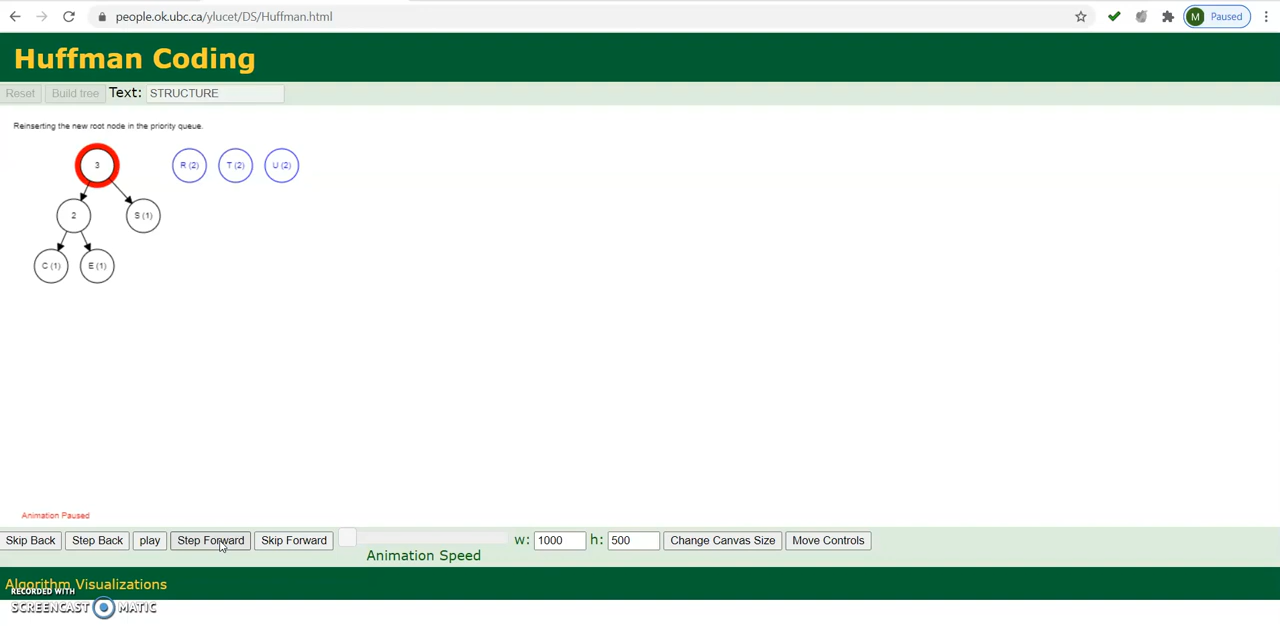 people.ok.ubc.ca/ylucet/DS/Huffman.html
M Paused
Huffman Coding
Reset Build tree Text: STRUCTURE
Reinserting the new root node in the priority queue.
3 R (2) T (2) U (2)
2 S (1)
C (1) E (1)
Animation Paused
Skip Back Step Back play Step Forward Skip Forward w: 1000 h: 500 Change Canvas Size Move Controls
Animation Speed
Algorithm Visualizations
RECORDED WITH
SCREENCAST MATIC